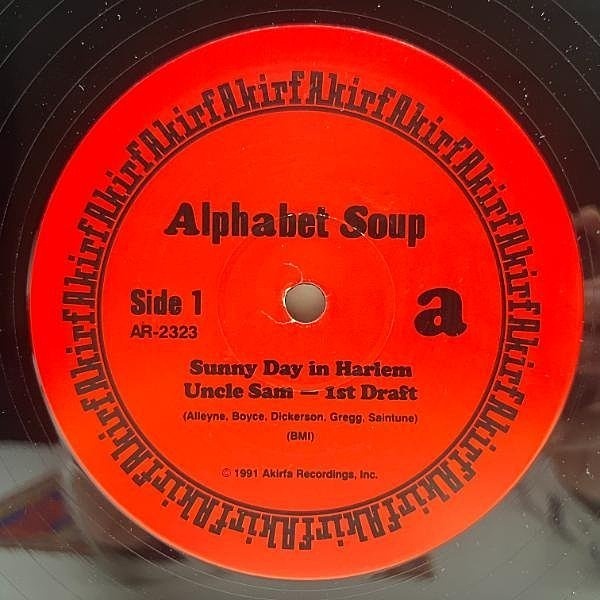 AkirfAkirfAkirfAkirfAkirfAkirfAkirfAkirfAkirfAkirfAkirfAkirfAkirfAkirfAkirfAkirf
Alphabet Soup
Side 1
AR-2323
a
Sunny Day in Harlem
Uncle Sam — 1st Draft
(Alleyne, Boyce, Dickerson, Gregg, Saintune)
(BMI)
© 1991 Akirfa Recordings, Inc.